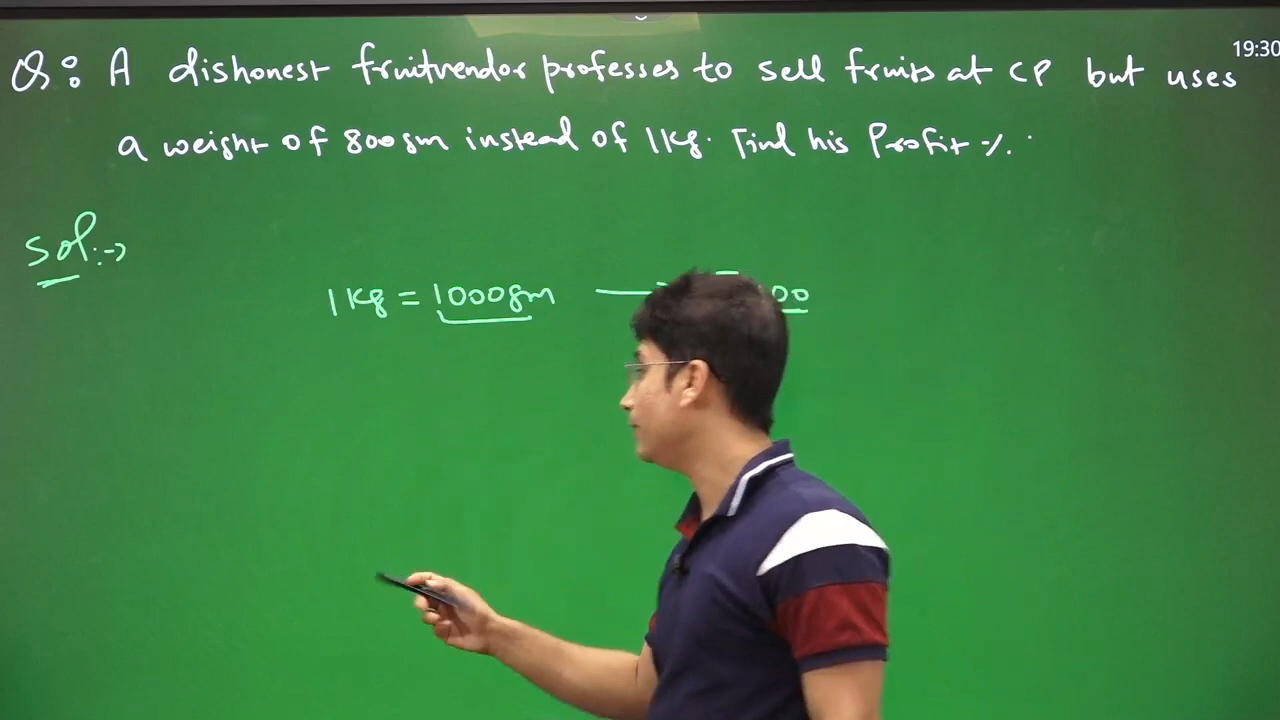 19:30
Q: A dishonest fruitvendor professes to sell fruits at CP but uses
a weight of 800gm instead of 1kg. Find his Profit %.
Sol:→
1kg = 1000gm 00